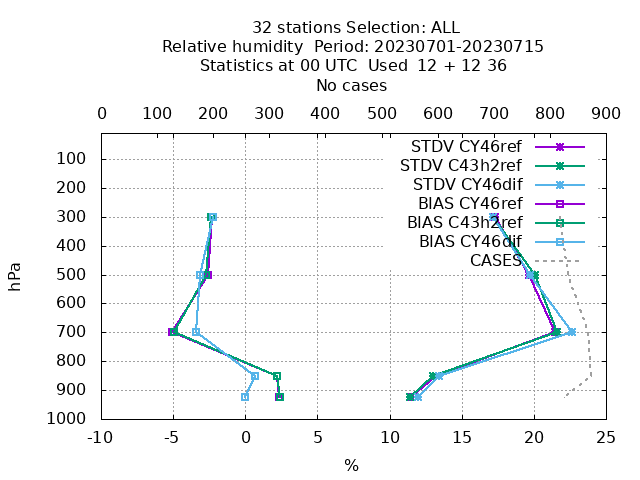 32 stations Selection: ALL
Relative humidity  Period: 20230701-20230715
Statistics at 00 UTC  Used  12 + 12 36
No cases
0 100 200 300 400 500 600 700 800 900
STDV CY46ref
STDV C43h2ref
STDV CY46dif
BIAS CY46ref
BIAS C43h2ref
BIAS CY46dif
CASES
hPa
100
200
300
400
500
600
700
800
900
1000
-10 -5 0 5 10 15 20 25
%